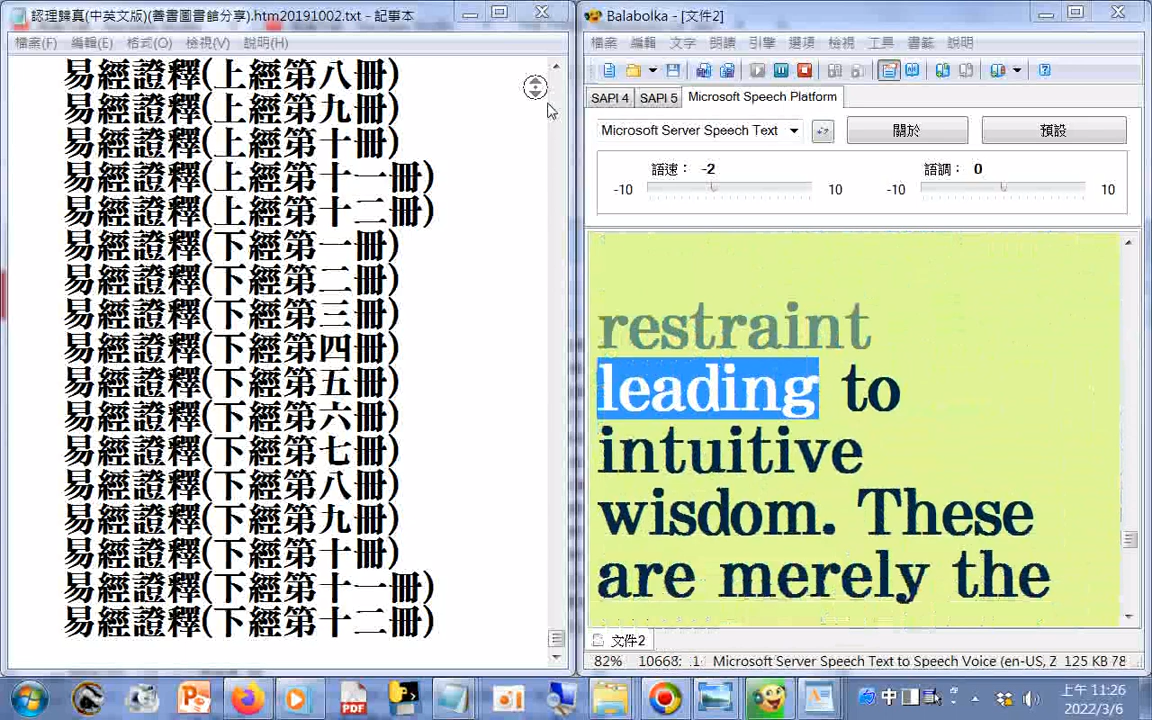 認理歸真(中英文版)(善書圖書館分享).htm20191002.txt - 記事本
檔案(F) 編輯(E) 格式(O) 檢視(V) 說明(H)
易經證釋(上經第八冊)
易經證釋(上經第九冊)
易經證釋(上經第十冊)
易經證釋(上經第十一冊)
易經證釋(上經第十二冊)
易經證釋(下經第一冊)
易經證釋(下經第二冊)
易經證釋(下經第三冊)
易經證釋(下經第四冊)
易經證釋(下經第五冊)
易經證釋(下經第六冊)
易經證釋(下經第七冊)
易經證釋(下經第八冊)
易經證釋(下經第九冊)
易經證釋(下經第十冊)
易經證釋(下經第十一冊)
易經證釋(下經第十二冊)
Balabolka - [文件2]
檔案 編輯 文字 朗讀 引擎 選項 檢視 工具 書籤 說明
SAPI 4 SAPI 5 Microsoft Speech Platform
Microsoft Server Speech Text 關於 預設
語速： -2 語調： 0
-10 10 -10 10
restraint
leading to
intuitive
wisdom. These
are merely the
文件2
82% 10668: .1 Microsoft Server Speech Text to Speech Voice (en-US, Z 125 KB 78
PDF 中 上午 11:26
2022/3/6